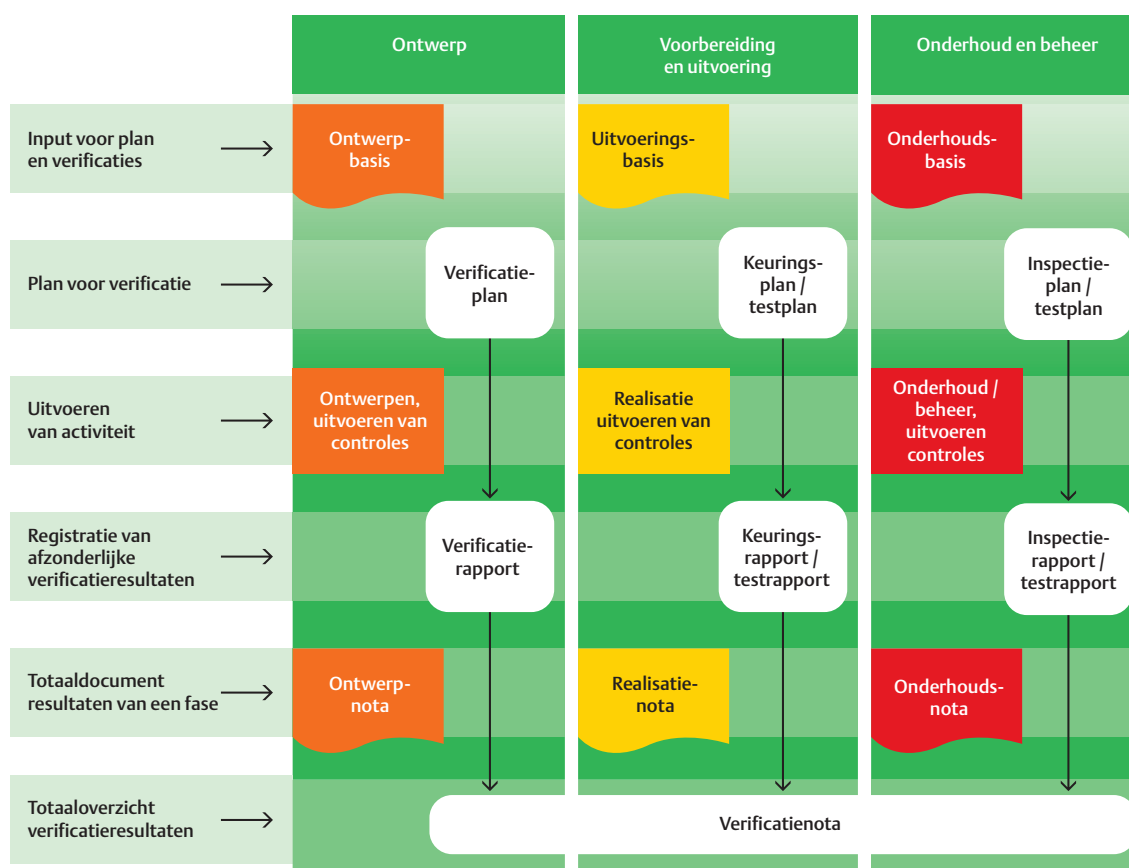 Ontwerp
Voorbereiding
en uitvoering
Onderhoud en beheer
Input voor plan
en verificaties
Ontwerp-
basis
Uitvoerings-
basis
Onderhouds-
basis
Plan voor verificatie
Verificatie-
plan
Keurings-
plan /
testplan
Inspectie-
plan /
testplan
Uitvoeren
van activiteit
Ontwerpen,
uitvoeren van
controles
Realisatie
uitvoeren van
controles
Onderhoud /
beheer,
uitvoeren
controles
Registratie van
afzonderlijke
verificatieresultaten
Verificatie-
rapport
Keurings-
rapport /
testrapport
Inspectie-
rapport /
testrapport
Totaaldocument
resultaten van een fase
Ontwerp-
nota
Realisatie-
nota
Onderhouds-
nota
Totaaloverzicht
verificatieresultaten
Verificatienota